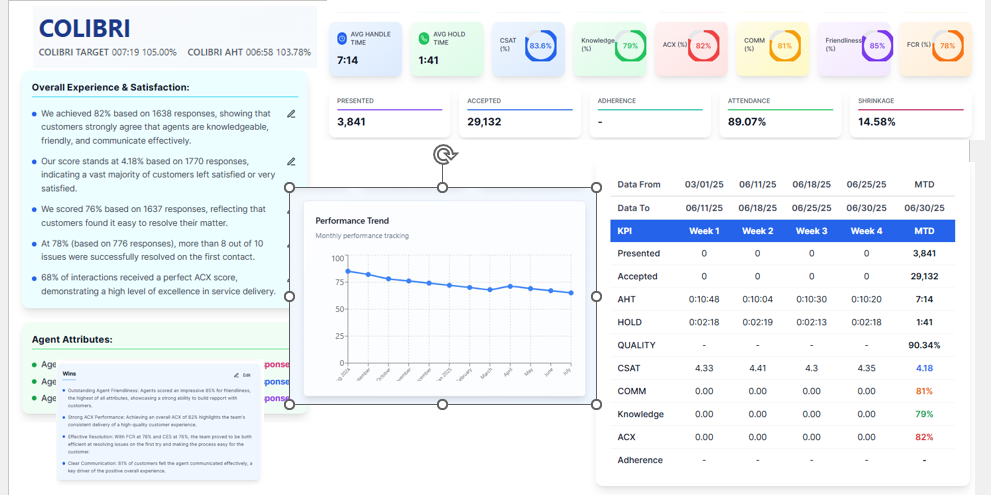 COLIBRI
COLIBRI TARGET 007:19 105.00% COLIBRI AHT 006:58 103.78%
AVG HANDLE TIME
7:14
AVG HOLD TIME
1:41
CSAT (%)
83.6%
Knowledge (%)
79%
ACX (%)
82%
COMM (%)
81%
Friendliness (%)
85%
FCR (%)
78%
PRESENTED
3,841
ACCEPTED
29,132
ADHERENCE
-
ATTENDANCE
89.07%
SHRINKAGE
14.58%
Overall Experience & Satisfaction:
We achieved 82% based on 1638 responses, showing that
customers strongly agree that agents are knowledgeable,
friendly, and communicate effectively.
Our score stands at 4.18% based on 1770 responses,
indicating a vast majority of customers left satisfied or very
satisfied.
We scored 76% based on 1637 responses, reflecting that
customers found it easy to resolve their matter.
At 78% (based on 776 responses), more than 8 out of 10
issues were successfully resolved on the first contact.
68% of interactions received a perfect ACX score,
demonstrating a high level of excellence in service delivery.
Agent Attributes:
Age ponse
Age ponse
Age ponse
Wins
Edit
Outstanding Agent Friendliness: Agents scored an impressive 85% for friendliness,
the highest of all attributes, showcasing a strong ability to build rapport with
customers.
Strong ACX Performance: Achieving an overall ACX of 82% highlights the team's
consistent delivery of a high-quality customer experience.
Effective Resolution: With FCR at 78% and CES at 76%, the team proved to be both
efficient at resolving issues on the first try and making the process easy for the
customer.
Clear Communication: 81% of customers felt the agent communicated effectively, a
key driver of the positive overall experience.
Performance Trend
Monthly performance tracking
100
75
50
25
0
March
April
May
June
July
Data From 03/01/25 06/11/25 06/18/25 06/25/25 MTD
Data To 06/11/25 06/18/25 06/25/25 06/30/25 06/30/25
KPI Week 1 Week 2 Week 3 Week 4 MTD
Presented 0 0 0 0 3,841
Accepted 0 0 0 0 29,132
AHT 0:10:48 0:10:04 0:10:30 0:10:20 7:14
HOLD 0:02:18 0:02:19 0:02:13 0:02:18 1:41
QUALITY - - - - 90.34%
CSAT 4.33 4.41 4.3 4.35 4.18
COMM 0.00 0.00 0.00 0.00 81%
Knowledge 0.00 0.00 0.00 0.00 79%
ACX 0.00 0.00 0.00 0.00 82%
Adherence - - - - -